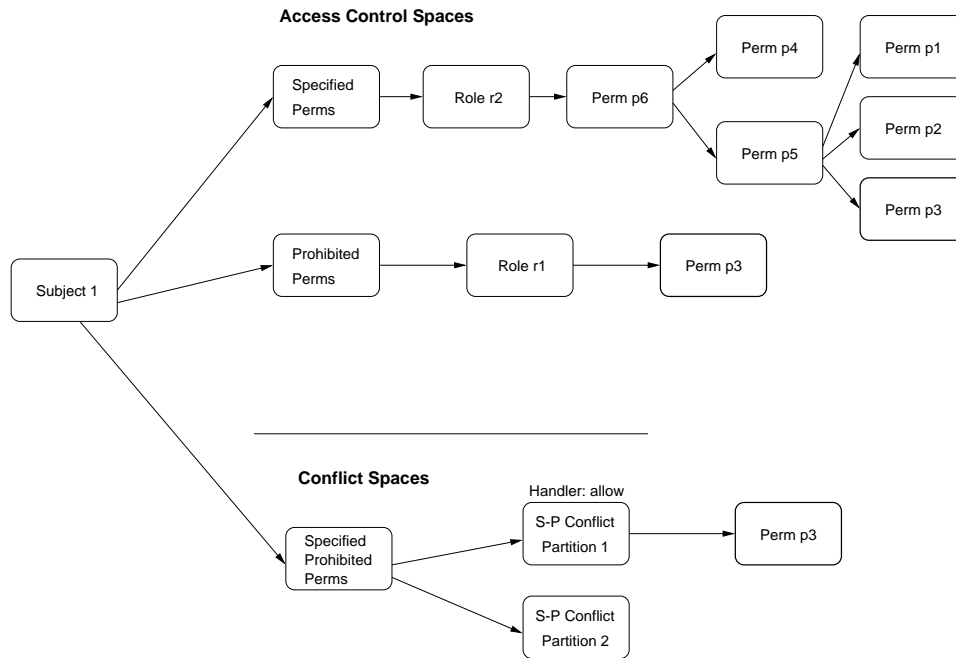 Access Control Spaces
Specified
Perms
Role r2
Perm p6
Perm p4
Perm p5
Perm p1
Perm p2
Perm p3
Subject 1
Prohibited
Perms
Role r1
Perm p3
Conflict Spaces
Specified
Prohibited
Perms
Handler: allow
S-P Conflict
Partition 1
Perm p3
S-P Conflict
Partition 2